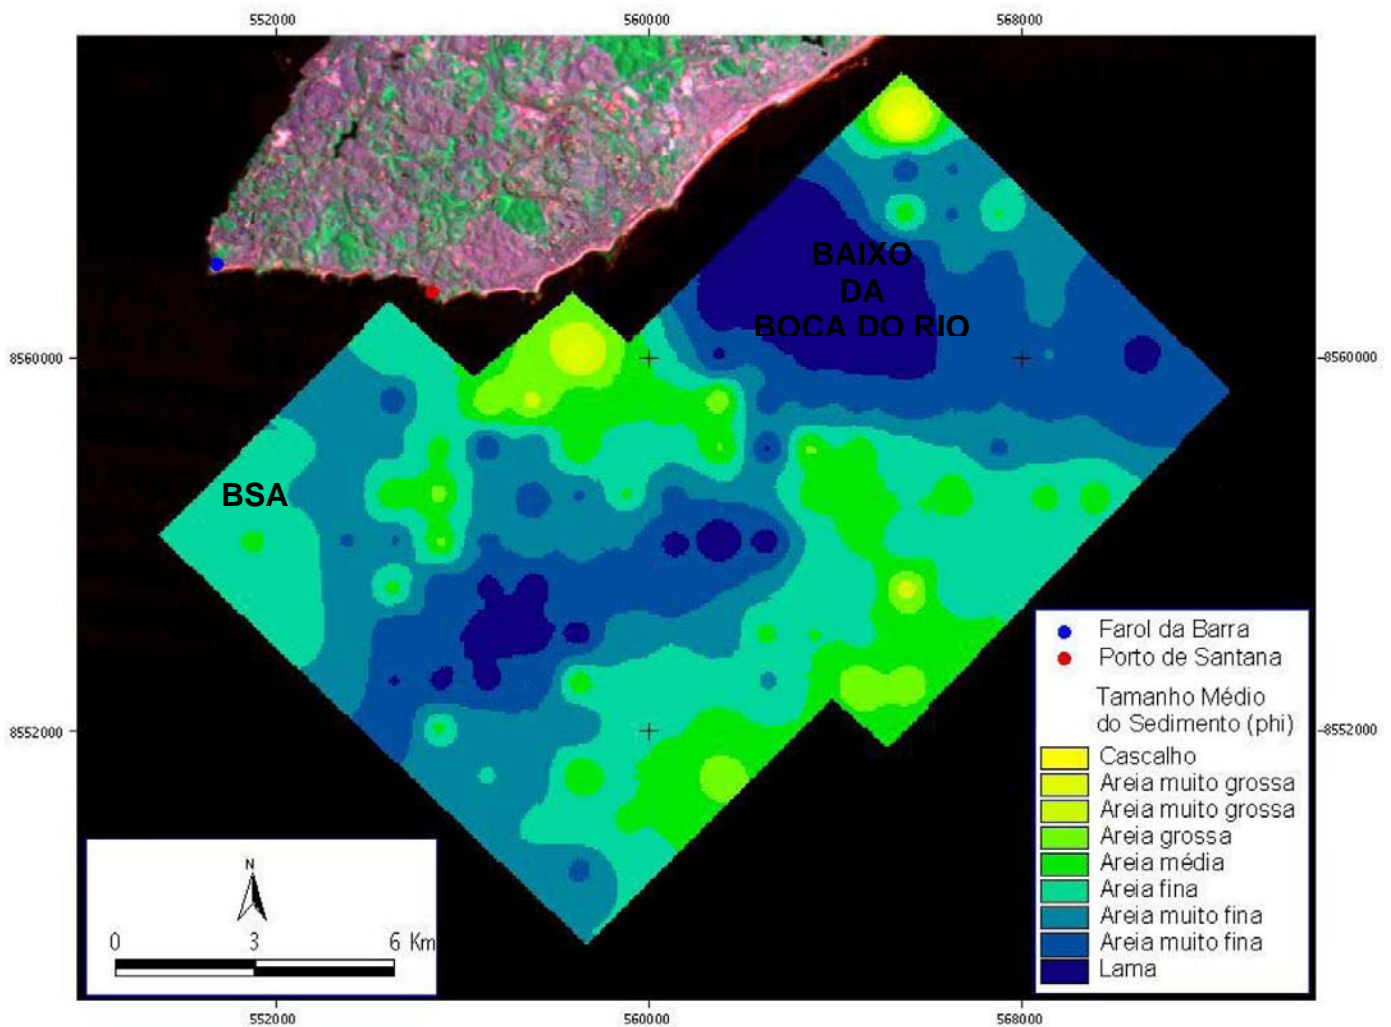 552000 560000 568000
BAIXO
DA
BOCA DO RIO
8560000 8560000
BSA
8552000 8552000
Farol da Barra
Porto de Santana
Tamanho Médio
do Sedimento (phi)
Cascalho
Areia muito grossa
Areia muito grossa
Areia grossa
Areia média
Areia fina
Areia muito fina
Areia muito fina
Lama
N
0 3 6 Km
552000 560000 568000